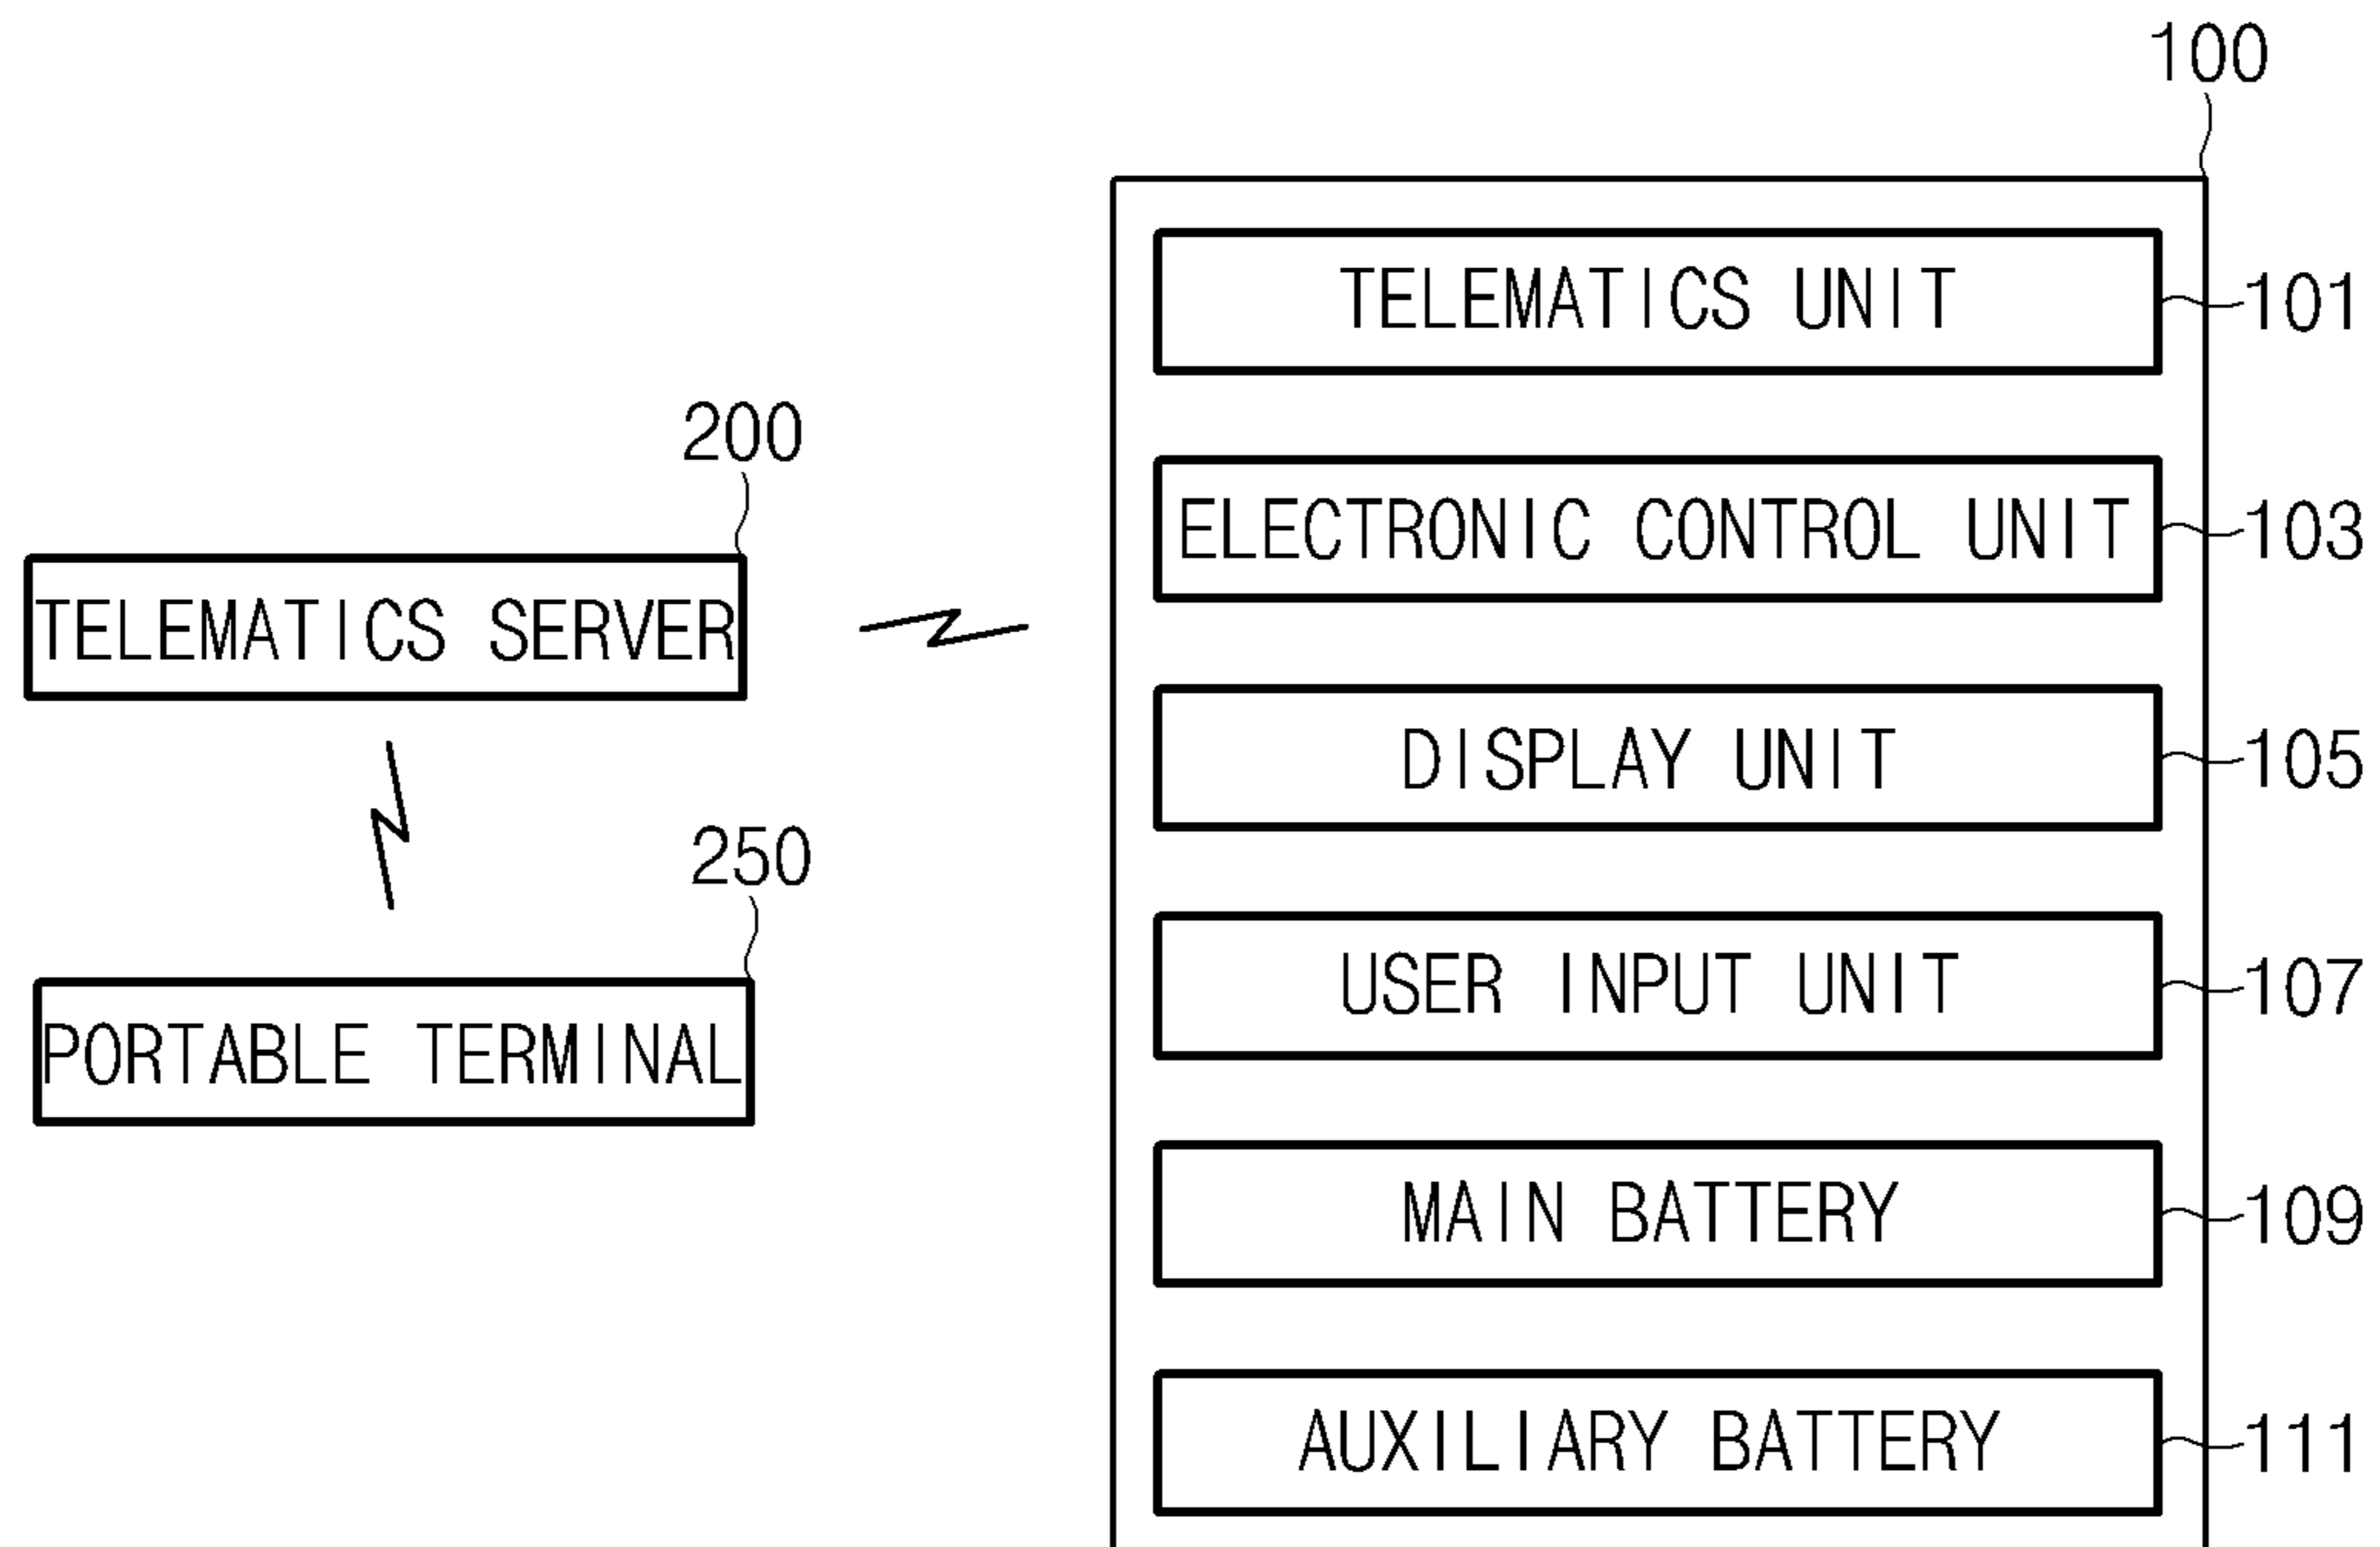 100
TELEMATICS UNIT
101
200
ELECTRONIC CONTROL UNIT
103
TELEMATICS SERVER
DISPLAY UNIT
105
250
USER INPUT UNIT
107
PORTABLE TERMINAL
MAIN BATTERY
109
AUXILIARY BATTERY
111